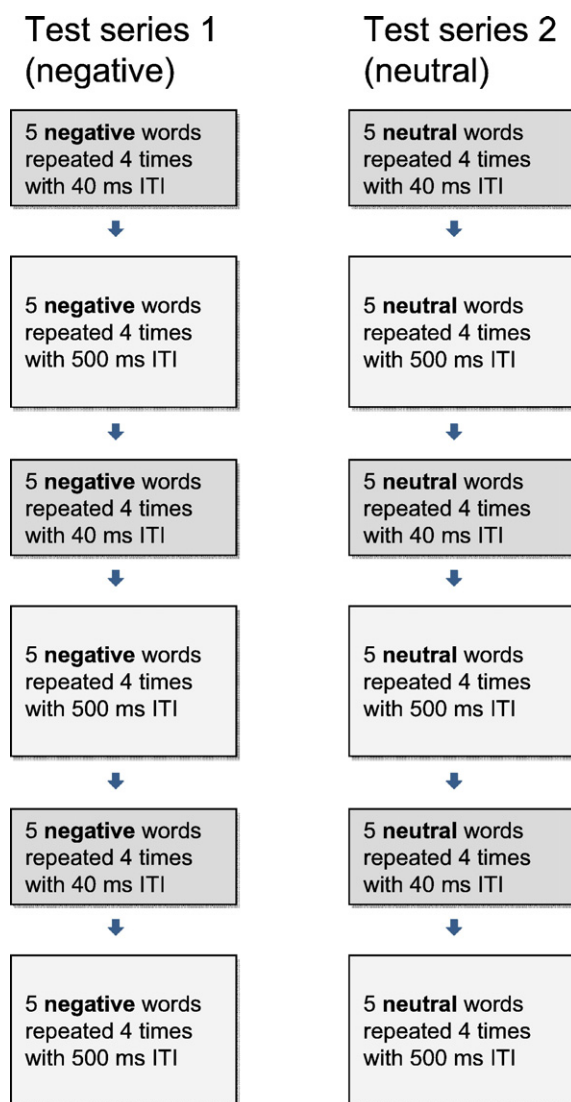 Test series 1
(negative)
5 negative words
repeated 4 times
with 40 ms ITI
5 negative words
repeated 4 times
with 500 ms ITI
5 negative words
repeated 4 times
with 40 ms ITI
5 negative words
repeated 4 times
with 500 ms ITI
5 negative words
repeated 4 times
with 40 ms ITI
5 negative words
repeated 4 times
with 500 ms ITI
Test series 2
(neutral)
5 neutral words
repeated 4 times
with 40 ms ITI
5 neutral words
repeated 4 times
with 500 ms ITI
5 neutral words
repeated 4 times
with 40 ms ITI
5 neutral words
repeated 4 times
with 500 ms ITI
5 neutral words
repeated 4 times
with 40 ms ITI
5 neutral words
repeated 4 times
with 500 ms ITI